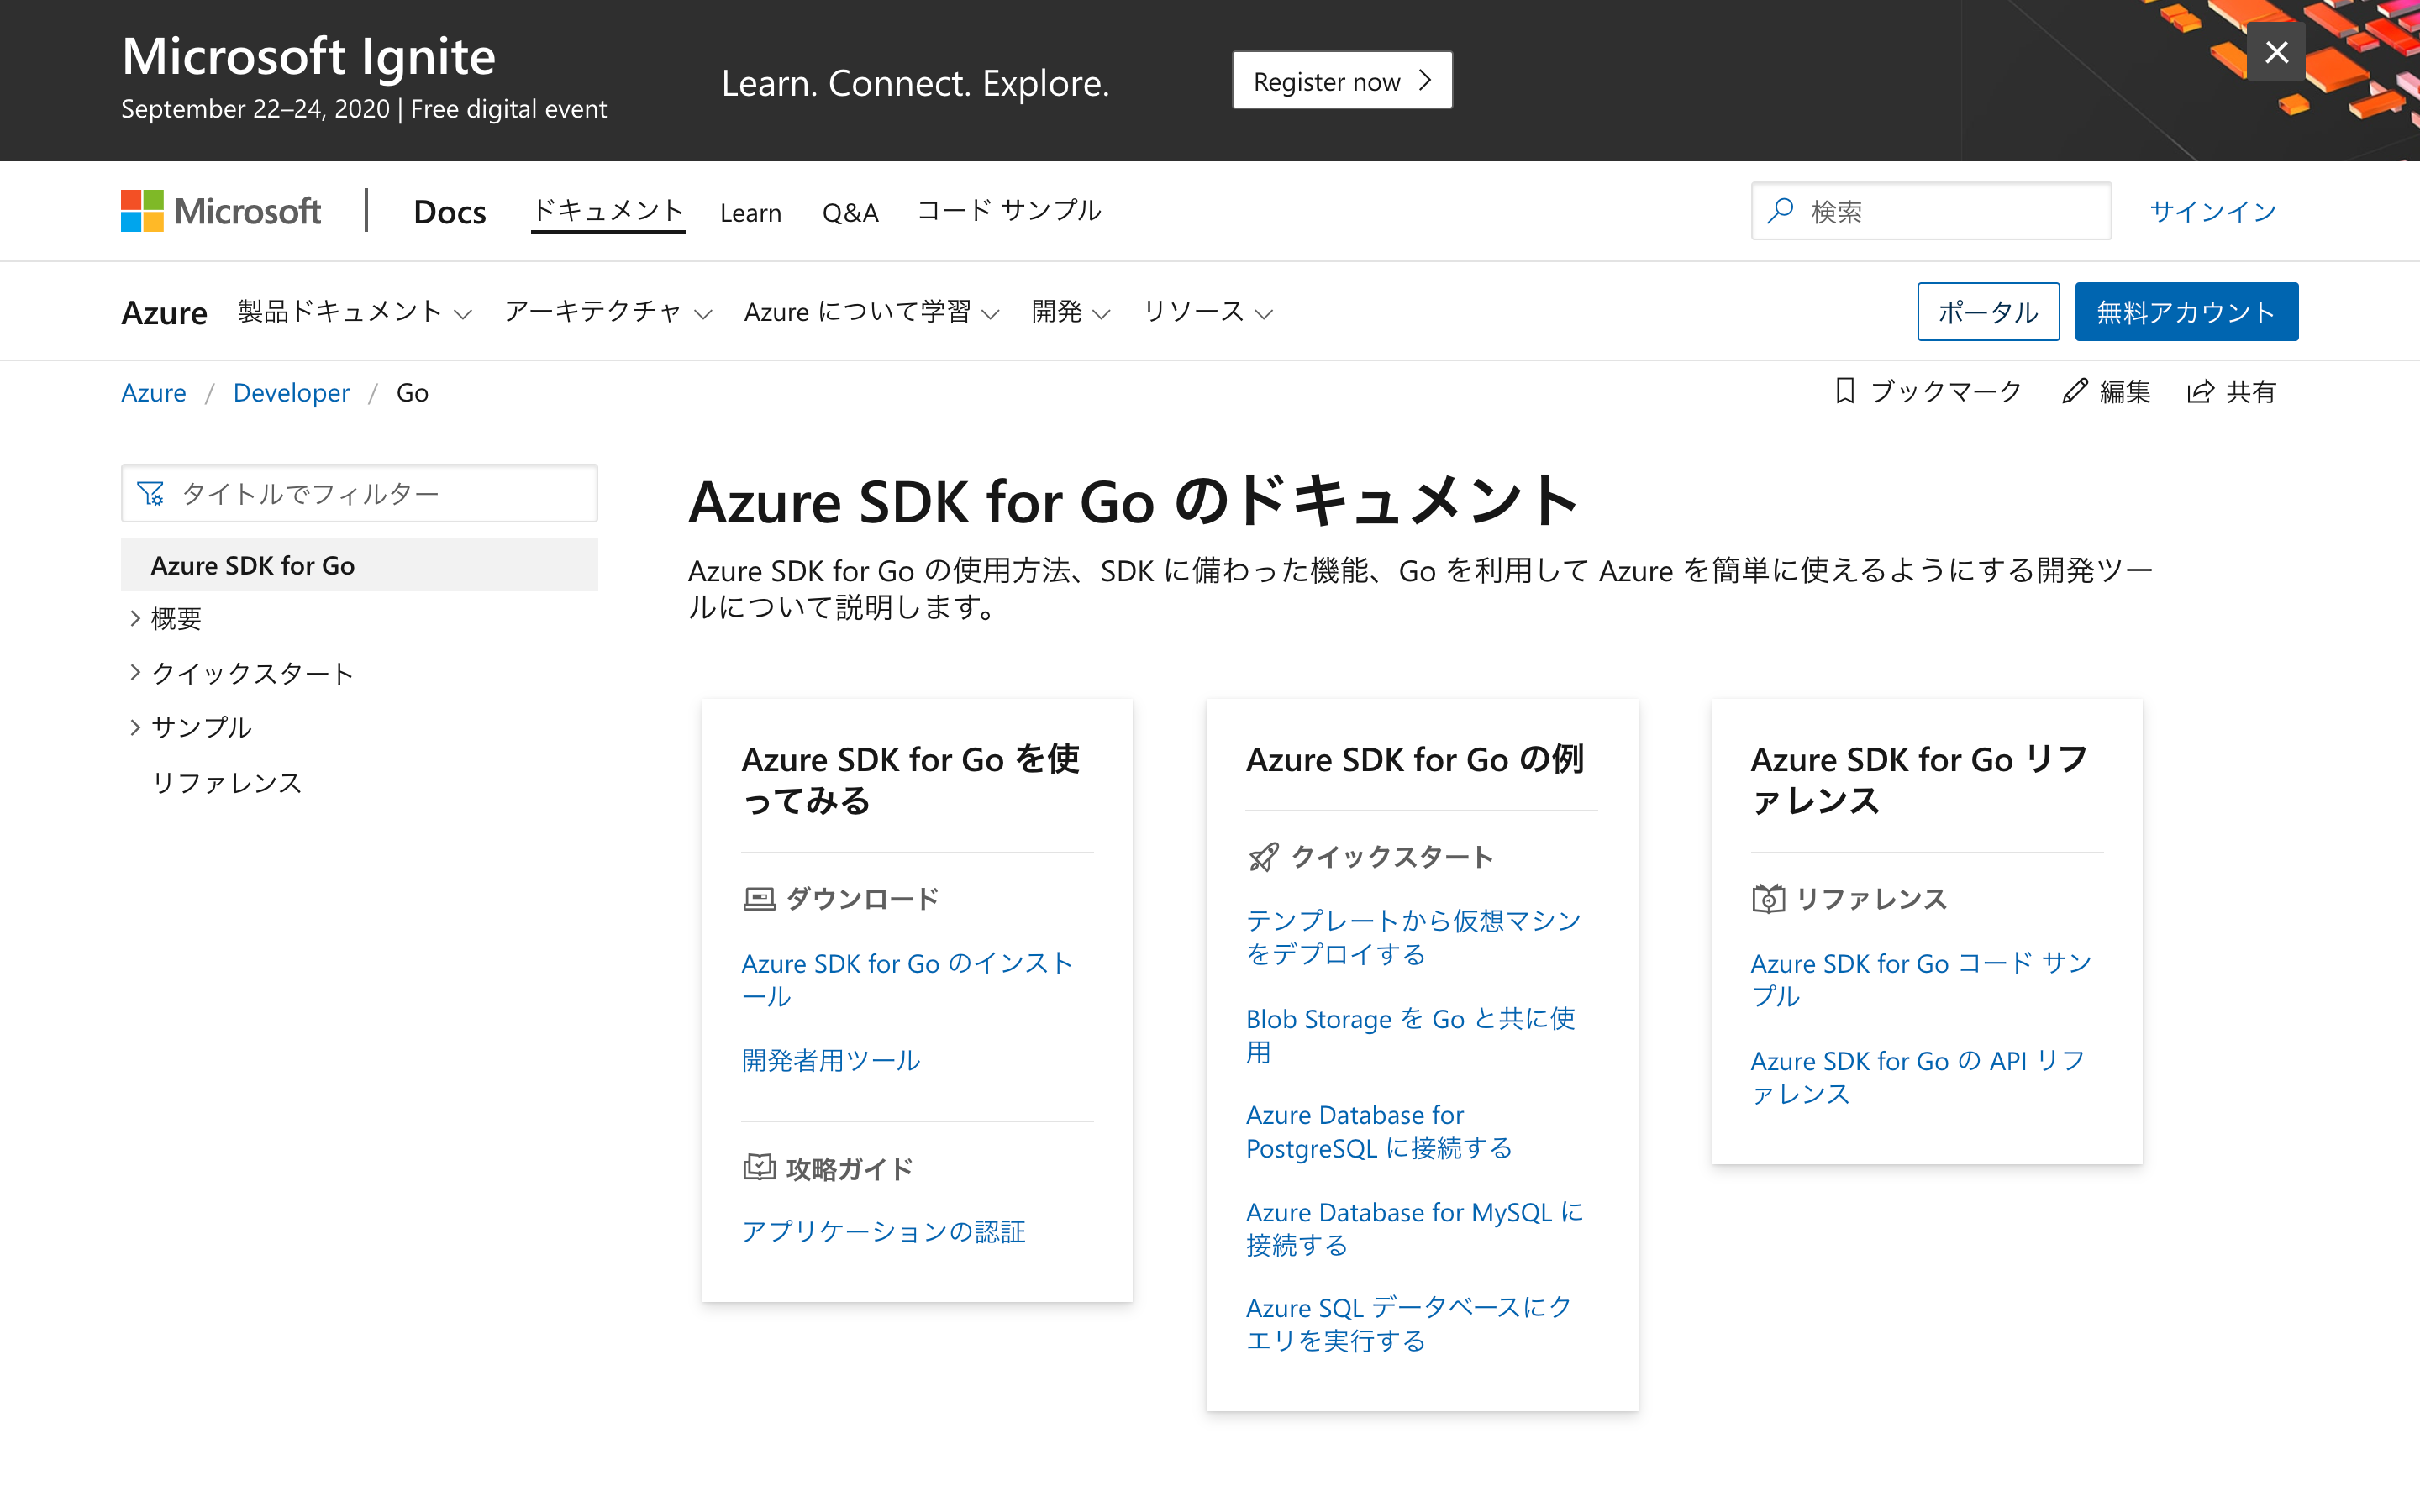 Microsoft Ignite
September 22–24, 2020 | Free digital event
Learn. Connect. Explore.
Register now
Microsoft
Docs
ドキュメント
Learn
Q&A
コード サンプル
検索
サインイン
Azure
製品ドキュメント
アーキテクチャ
Azure について学習
開発
リソース
ポータル
無料アカウント
Azure / Developer / Go
ブックマーク
編集
共有
タイトルでフィルター
Azure SDK for Go
概要
クイックスタート
サンプル
リファレンス
Azure SDK for Go のドキュメント
Azure SDK for Go の使用方法、SDK に備わった機能、Go を利用して Azure を簡単に使えるようにする開発ツー
ルについて説明します。
Azure SDK for Go を使
ってみる
ダウンロード
Azure SDK for Go のインスト
ール
開発者用ツール
攻略ガイド
アプリケーションの認証
Azure SDK for Go の例
クイックスタート
テンプレートから仮想マシン
をデプロイする
Blob Storage を Go と共に使
用
Azure Database for
PostgreSQL に接続する
Azure Database for MySQL に
接続する
Azure SQL データベースにク
エリを実行する
Azure SDK for Go リフ
ァレンス
リファレンス
Azure SDK for Go コード サン
プル
Azure SDK for Go の API リフ
ァレンス